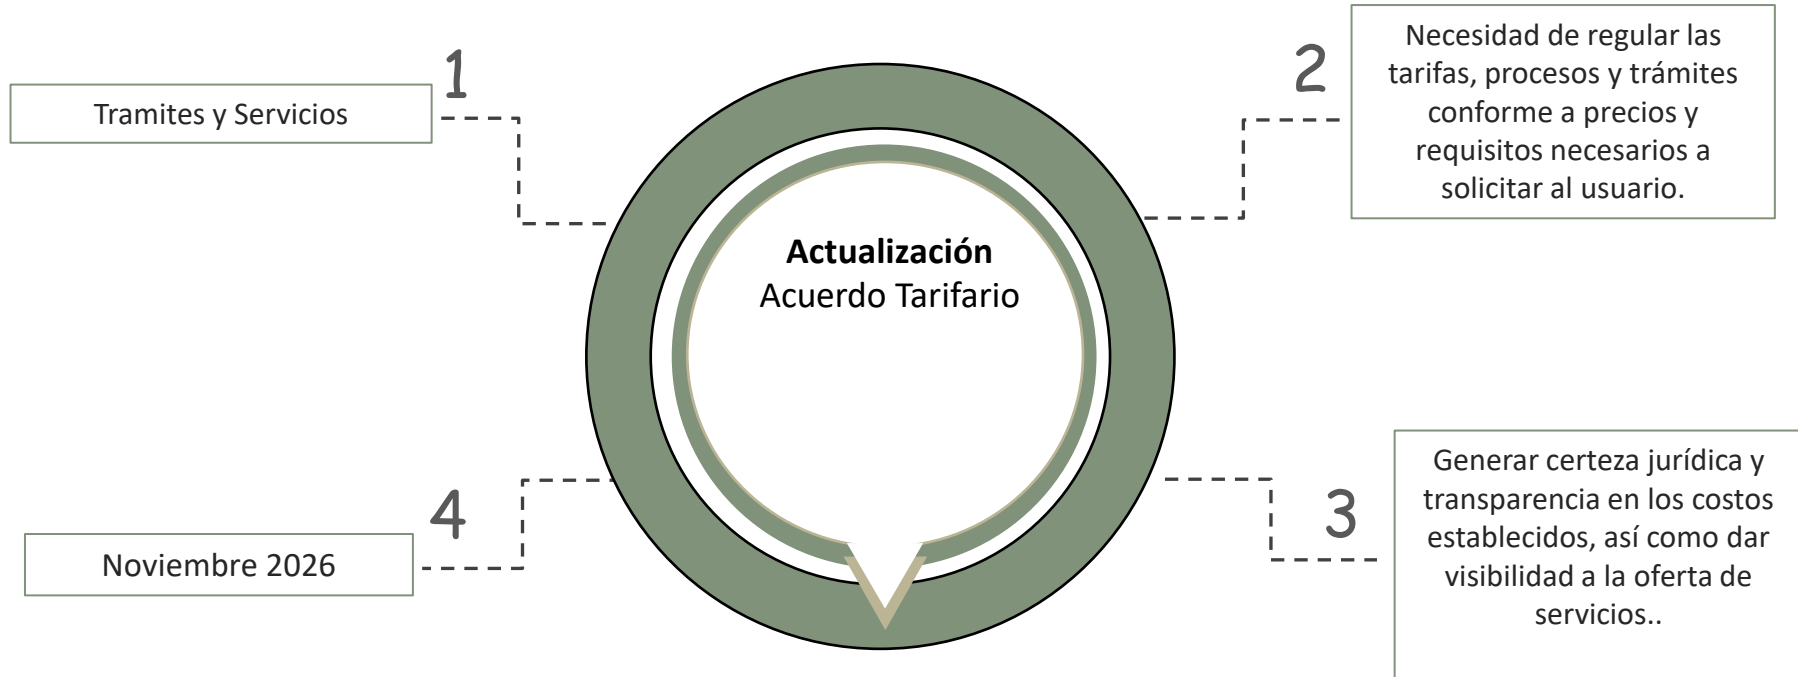 1
Tramites y Servicios
2
Necesidad de regular las
tarifas, procesos y trámites
conforme a precios y
requisitos necesarios a
solicitar al usuario.
Actualización
Acuerdo Tarifario
3
Generar certeza jurídica y
transparencia en los costos
establecidos, así como dar
visibilidad a la oferta de
servicios..
4
Noviembre 2026